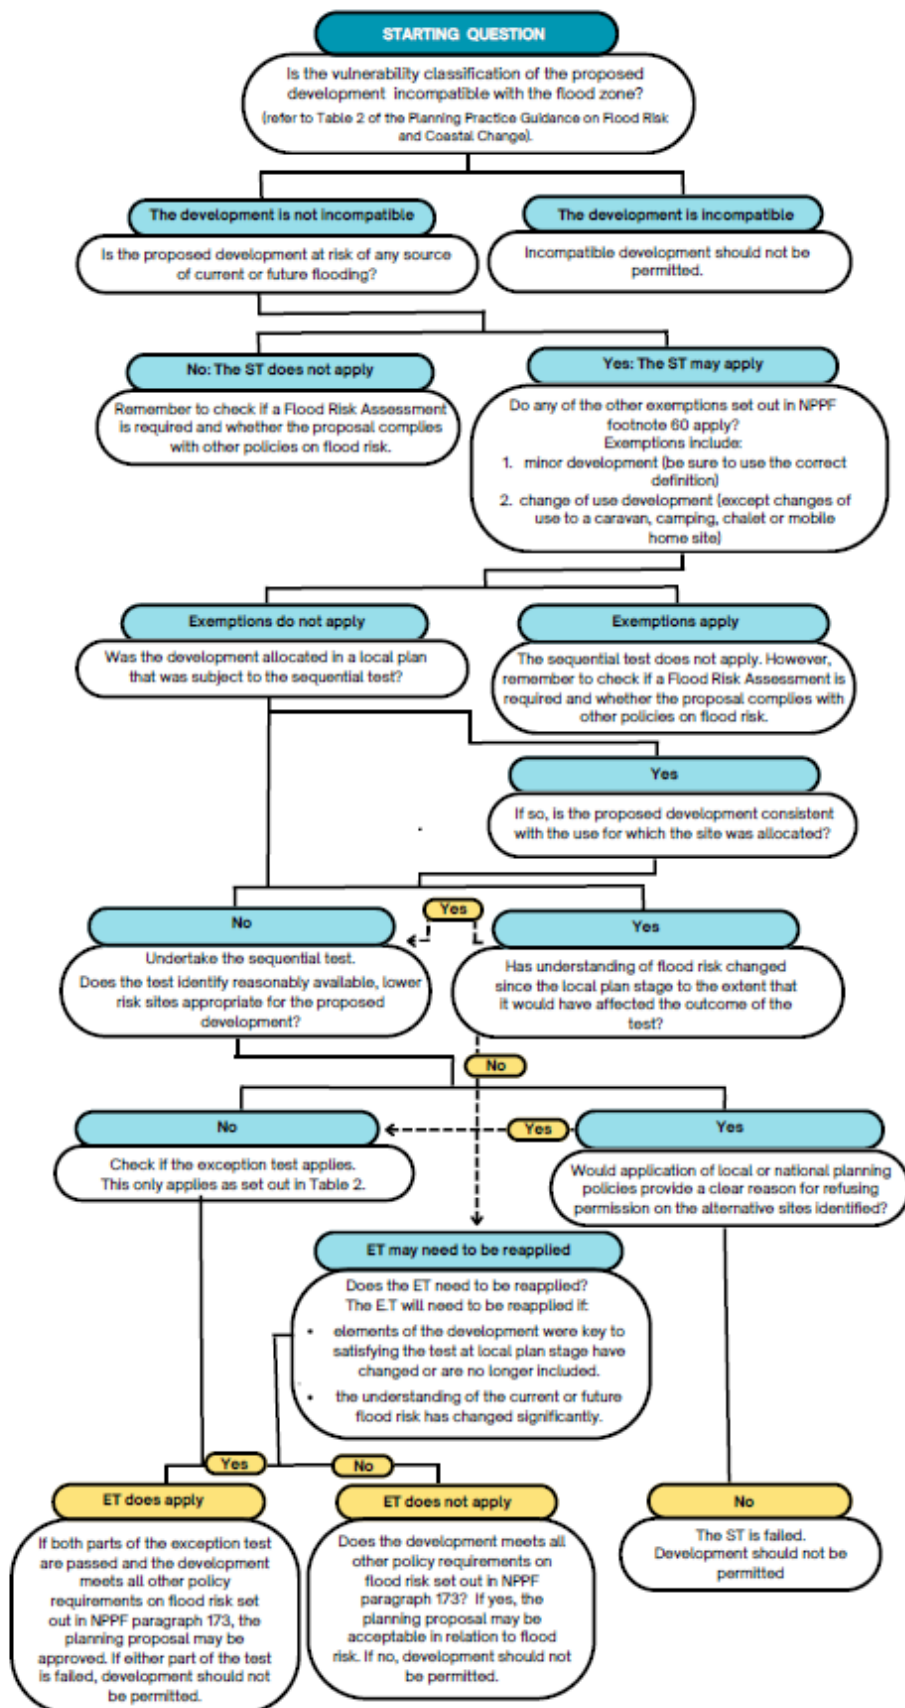 STARTING QUESTION
Is the vulnerability classification of the proposed
development incompatible with the flood zone?
(refer to Table 2 of the Planning Practice Guidance on Flood Risk
and Coastal Change).
The development is not incompatible
Is the proposed development at risk of any source
of current or future flooding?
The development is incompatible
Incompatible development should not be
permitted.
No: The ST does not apply
Remember to check if a Flood Risk Assessment
is required and whether the proposal complies
with other policies on flood risk.
Yes: The ST may apply
Do any of the other exemptions set out in NPPF
footnote 60 apply?
Exemptions include:
1. minor development (be sure to use the correct
definition)
2. change of use development (except changes of
use to a caravan, camping, chalet or mobile
home site)
Exemptions do not apply
Was the development allocated in a local plan
that was subject to the sequential test?
Exemptions apply
The sequential test does not apply. However,
remember to check if a Flood Risk Assessment is
required and whether the proposal complies with
other policies on flood risk.
Yes
If so, is the proposed development consistent
with the use for which the site was allocated?
No
Undertake the sequential test.
Does the test identify reasonably available, lower
risk sites appropriate for the proposed
development?
Yes
Yes
Has understanding of flood risk changed
since the local plan stage to the extent that
it would have affected the outcome of the
test?
No
No
Check if the exception test applies.
This only applies as set out in Table 2.
Yes
Yes
Would application of local or national planning
policies provide a clear reason for refusing
permission on the alternative sites identified?
ET may need to be reapplied
Does the ET need to be reapplied?
The E.T will need to be reapplied if:
• elements of the development were key to
satisfying the test at local plan stage have
changed or are no longer included.
• the understanding of the current or future
flood risk has changed significantly.
Yes
No
ET does apply
If both parts of the exception test
are passed and the development
meets all other policy
requirements on flood risk set
out in NPPF paragraph 173, the
planning proposal may be
approved. If either part of the test
is failed, development should not
be permitted.
ET does not apply
Does the development meets all
other policy requirements on
flood risk set out in NPPF
paragraph 173? If yes, the
planning proposal may be
acceptable in relation to flood
risk. If no, development should not
be permitted.
No
The ST is failed.
Development should not be
permitted